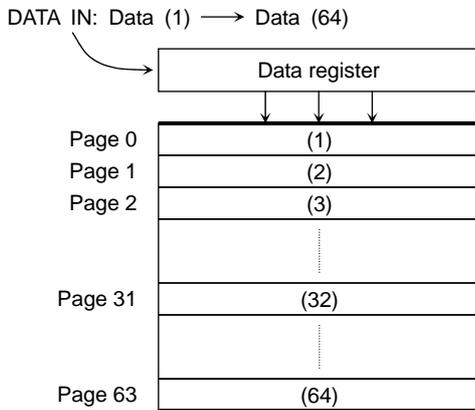 DATA IN: Data (1) → Data (64)
Data register
Page 0 (1)
Page 1 (2)
Page 2 (3)
Page 31 (32)
Page 63 (64)